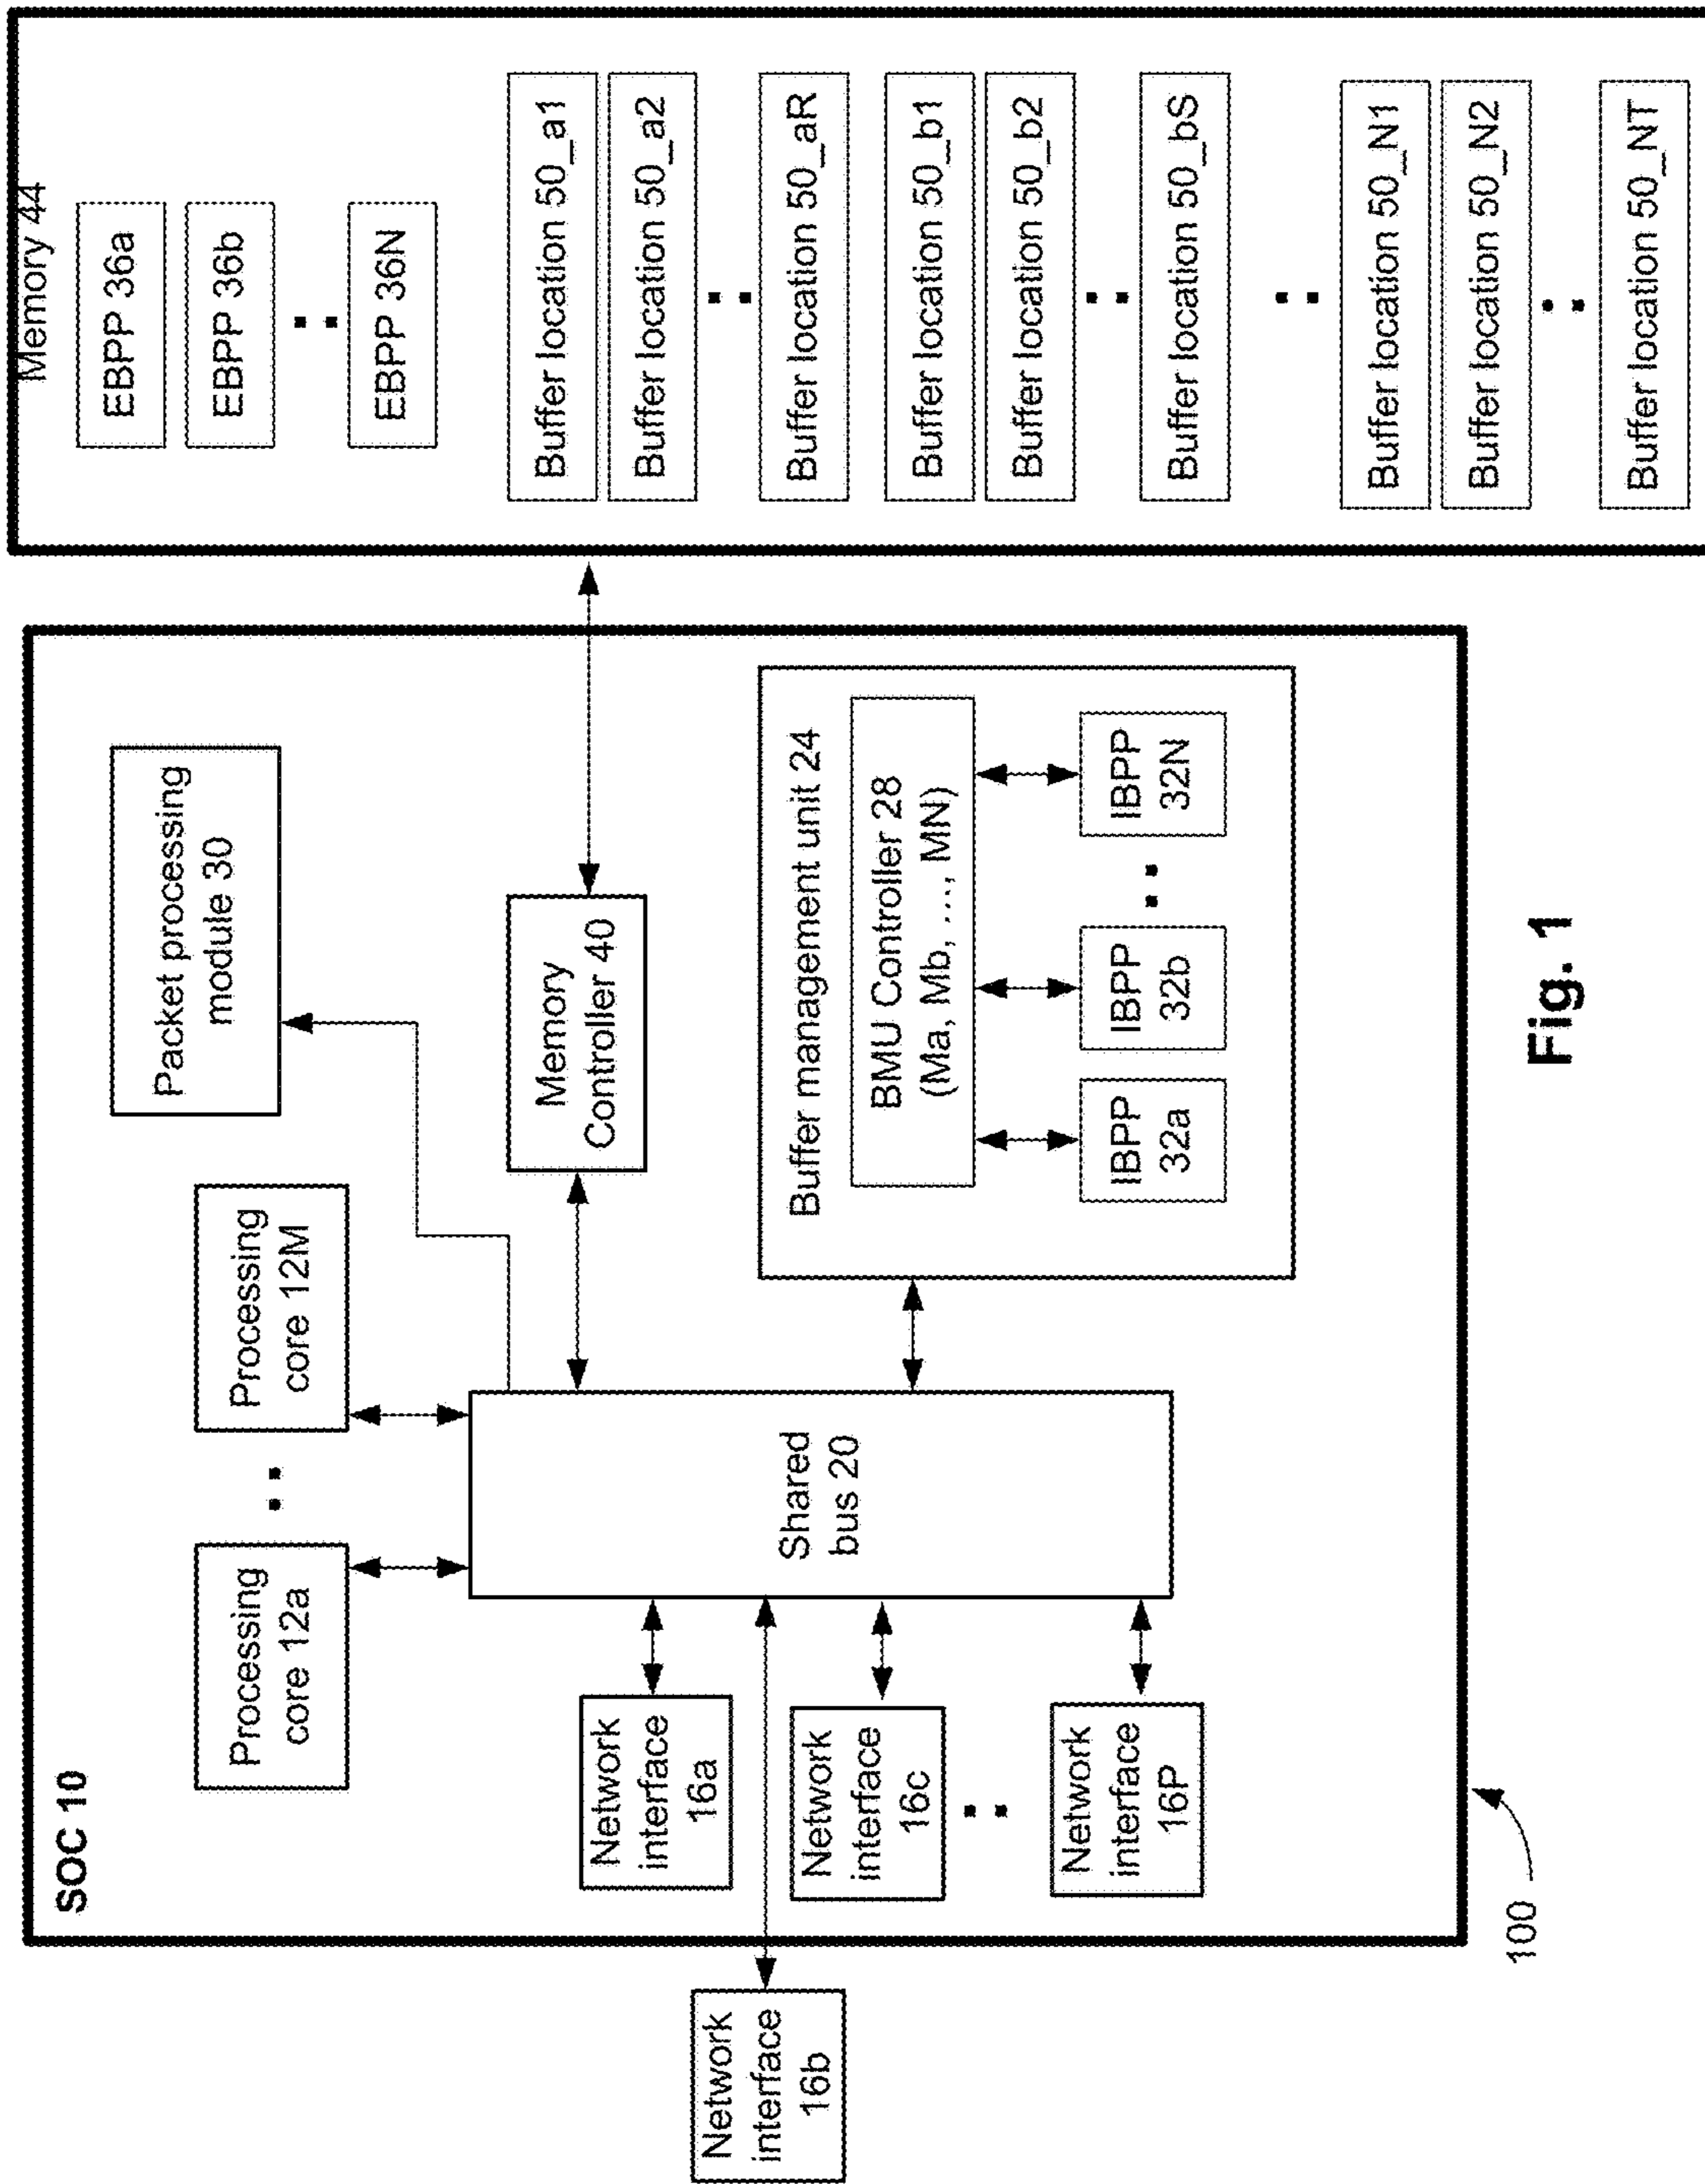 SOC 10
Processing
core 12a
Processing
core 12M
Packet processing
module 30
Network
interface
16a
Network
interface
16b
Network
interface
16c
Network
interface
16P
Shared
bus 20
Memory
Controller 40
Buffer management unit 24
BMU Controller 28
(Ma, Mb, ..., MN)
IBPP
32a
IBPP
32b
IBPP
32N
Memory 44
EBPP 36a
EBPP 36b
EBPP 36N
Buffer location 50_a1
Buffer location 50_a2
Buffer location 50_aR
Buffer location 50_b1
Buffer location 50_b2
Buffer location 50_bS
Buffer location 50_N1
Buffer location 50_N2
Buffer location 50_NT
100
Fig. 1